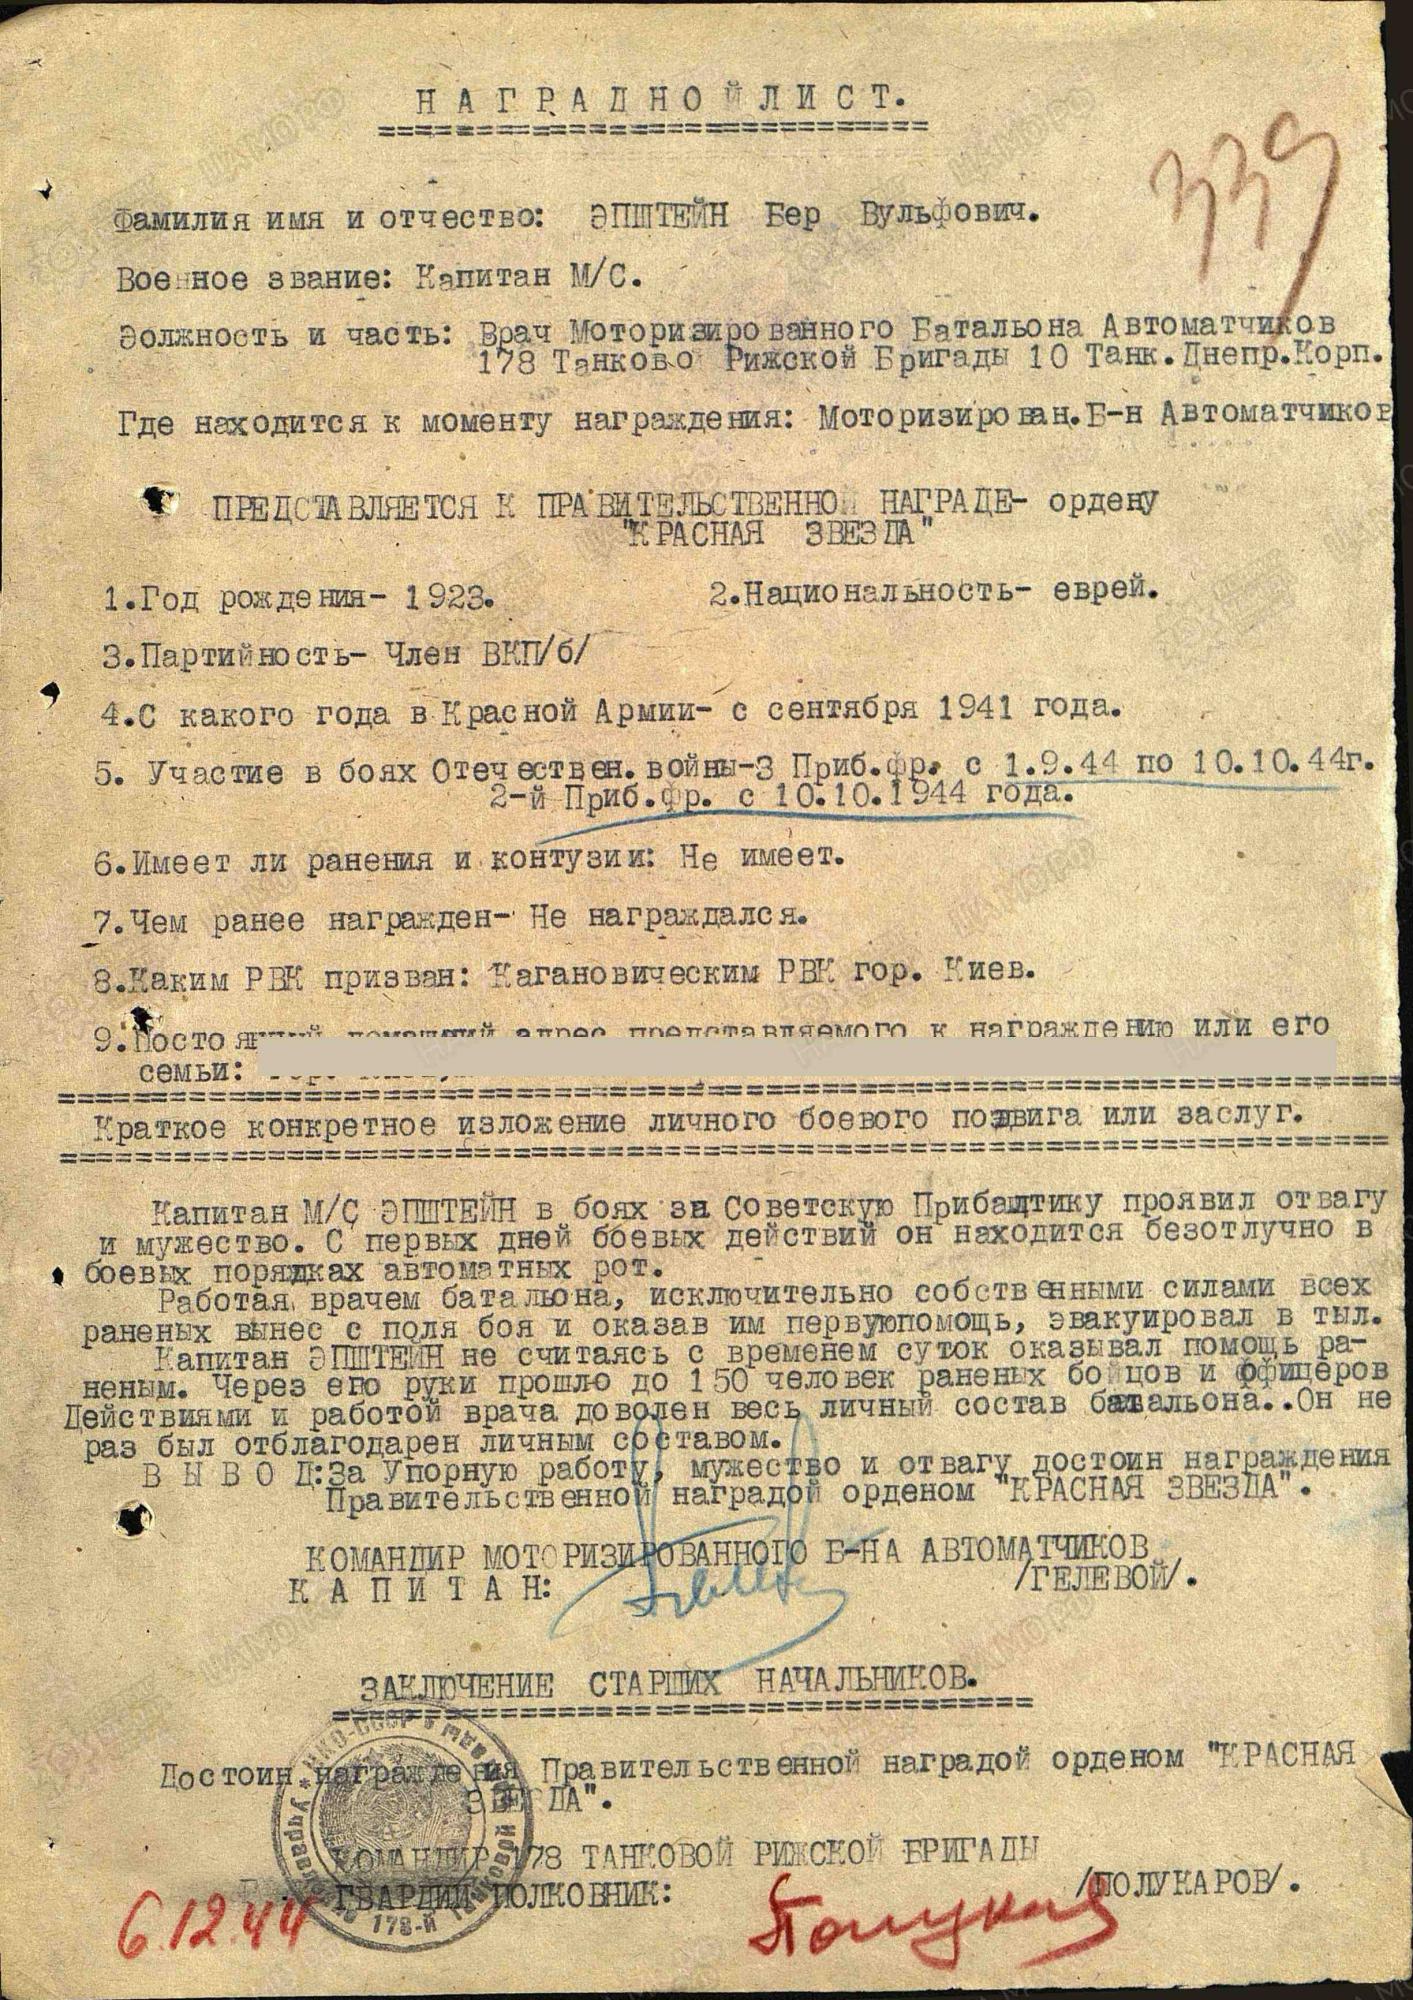 НАГРАДНОЙ ЛИСТ.
339
Фамилия имя и отчество: ЭПШТЕЙН Бер Вульфович.
Военное звание: Капитан М/С.
Должность и часть: Врач Моторизированного Батальона Автоматчиков
178 Танково Рижской Бригады 10 Танк.Днепр.Корп.
Где находится к моменту награждения: Моторизирован.Б-н Автоматчиков
ПРЕДСТАВЛЯЕТСЯ К ПРАВИТЕЛЬСТВЕННОЙ НАГРАДЕ- ордену
"КРАСНАЯ ЗВЕЗДА"
1.Год рождения- 1923. 2.Национальность- еврей.
3.Партийность- Член ВКП/б/
4.С какого года в Красной Армии- с сентября 1941 года.
5. Участие в боях Отечествен.войны-3 Приб.фр. с 1.9.44 по 10.10.44г.
2-й Приб.фр. с 10.10.1944 года.
6.Имеет ли ранения и контузии: Не имеет.
7.Чем ранее награжден- Не награждался.
8.Каким РВК призван: Кагановическим РВК гор. Киев.
9.Постоянный домашний адрес представляемого к награждению или его
семьи:
Краткое конкретное изложение личного боевого подвига или заслуг.
Капитан М/С ЭПШТЕЙН в боях за Советскую Прибалтику проявил отвагу
и мужество. С первых дней боевых действий он находится безотлучно в
боевых порядках автоматных рот.
Работая врачем батальона, исключительно собственными силами всех
раненых вынес с поля боя и оказав им первуюпомощь, эвакуировал в тыл.
Капитан ЭПШТЕЙН не считаясь с временем суток оказывал помощь ра-
неным. Через его руки прошло до 150 человек раненых бойцов и офицеров
Действиями и работой врача доволен весь личный состав батальона..Он не
раз был отблагодарен личным составом.
В Ы В О Д:За Упорную работу, мужество и отвагу достоин награждения
Правительственной наградой орденом "КРАСНАЯ ЗВЕЗДА".
КОМАНДИР МОТОРИЗИРОВАННОГО Б-НА АВТОМАТЧИКОВ
К А П И Т А Н: /ГЕЛЕВОЙ/.
ЗАКЛЮЧЕНИЕ СТАРШИХ НАЧАЛЬНИКОВ.
Достоин награждения Правительственной наградой орденом "КРАСНАЯ
ЗВЕЗДА".
КОМАНДИР 178 ТАНКОВОЙ РИЖСКОЙ БРИГАДЫ
ГВАРДИИ ПОЛКОВНИК: /ПОЛУКАРОВ/.
6.12.44